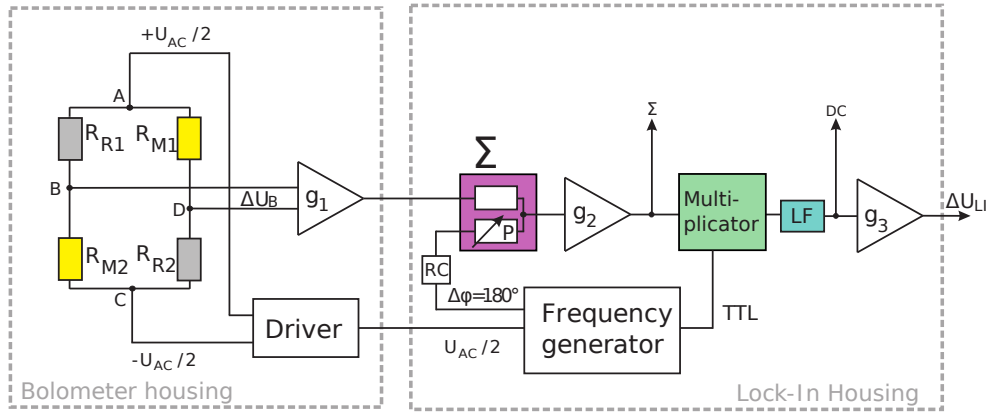 +U_AC/2
A
R_R1
R_M1
B
D
ΔU_B
g_1
R_M2
R_R2
C
-U_AC/2
Driver
Bolometer housing
Σ
P
RC
Δφ=180°
U_AC/2
Frequency
generator
g_2
Σ
Multi-
plicator
TTL
LF
DC
g_3
ΔU_LI
Lock-In Housing